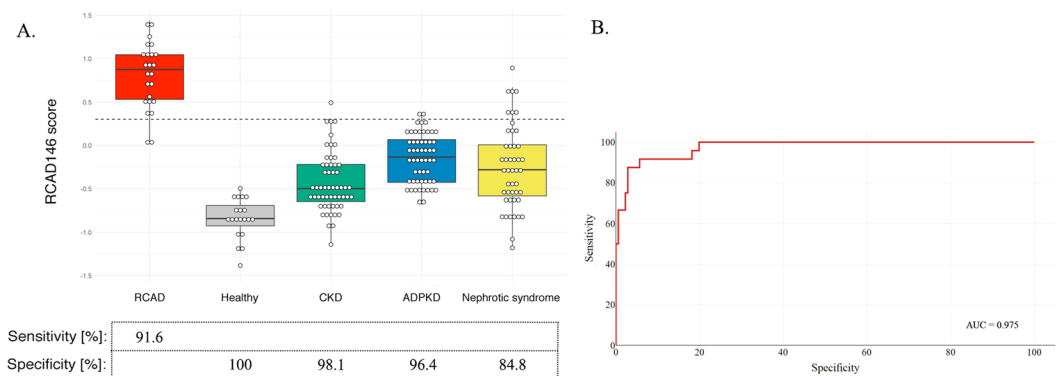 A.
RCAD146 score
1.5
1.0
0.5
0.0
-0.5
-1.0
-1.5
RCAD Healthy CKD ADPKD Nephrotic syndrome
Sensitivity [%]: 91.6
Specificity [%]: 100 98.1 96.4 84.8
B.
Sensitivity
100
80
60
40
20
0
AUC = 0.975
0 20 40 60 80 100
Specificity